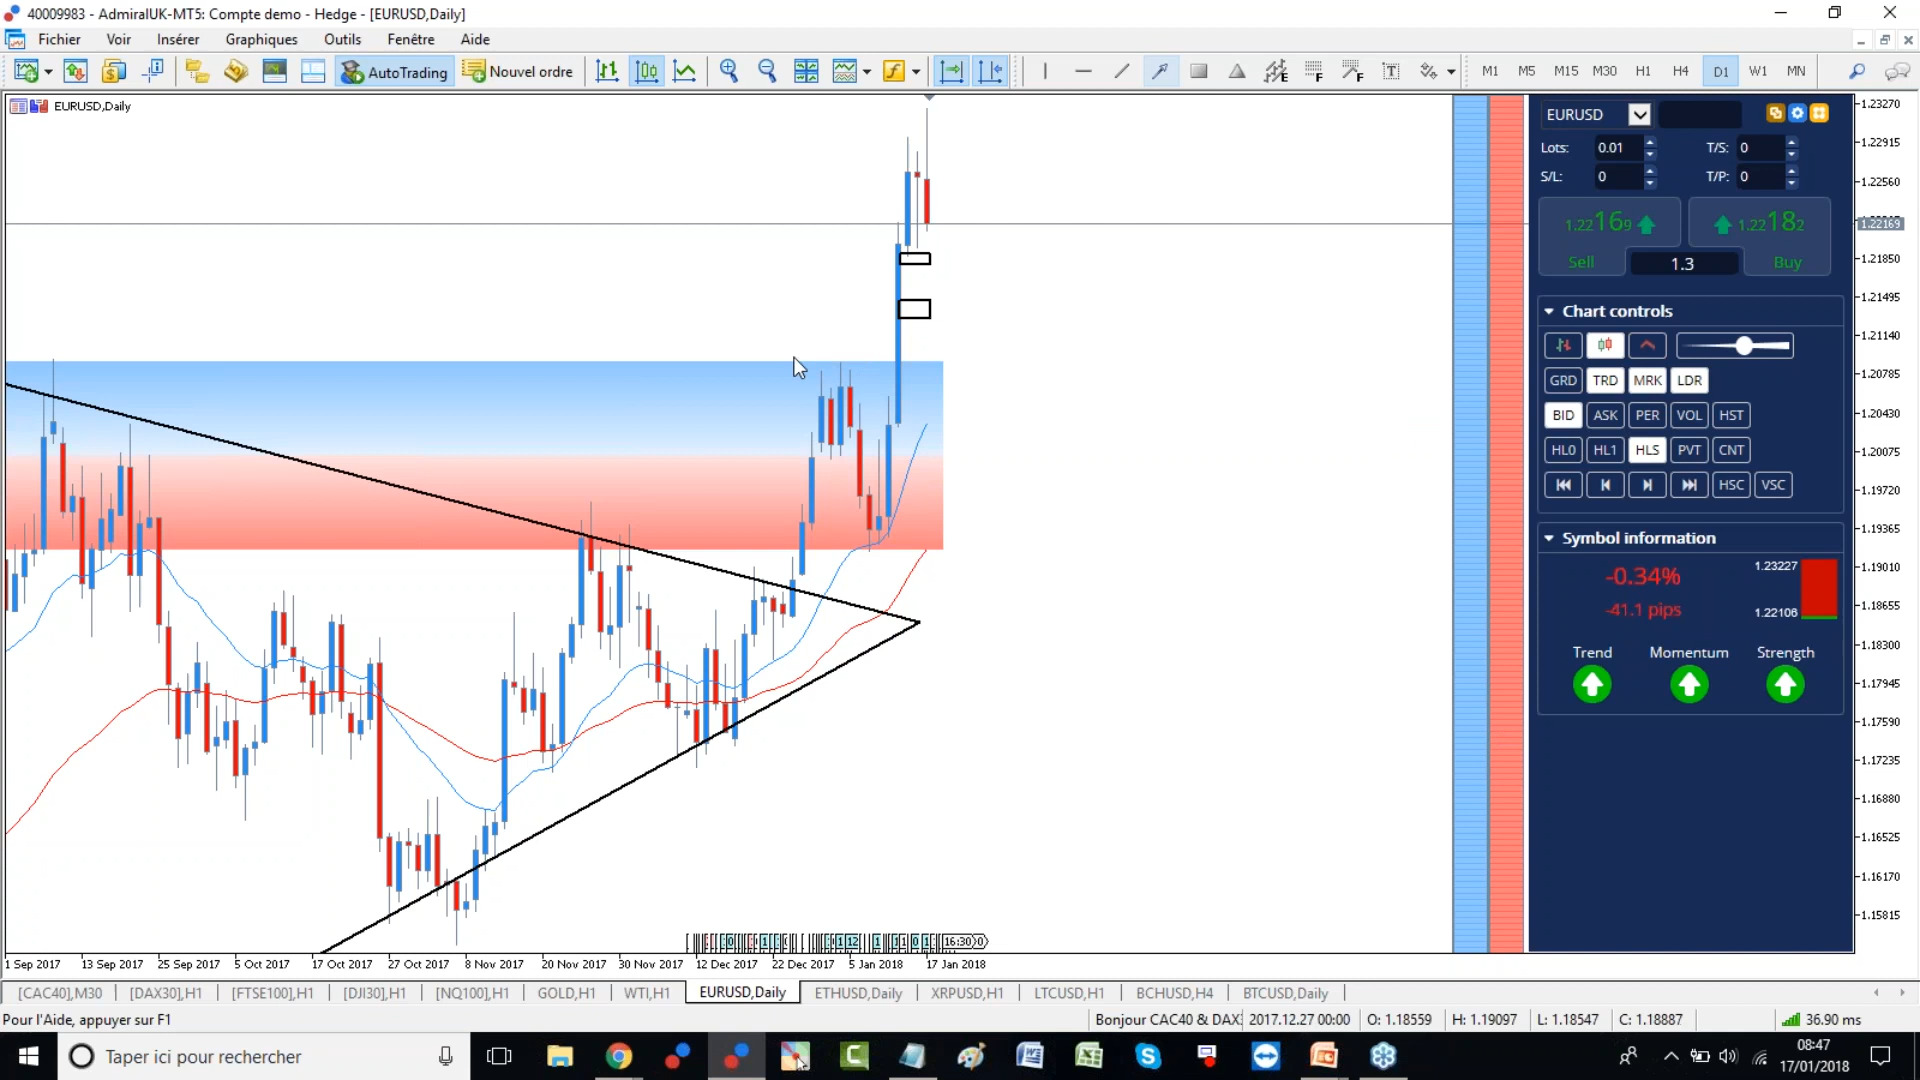 40009983 - AdmiralUK-MT5: Compte demo - Hedge - [EURUSD,Daily]
Fichier Voir Insérer Graphiques Outils Fenêtre Aide
AutoTrading Nouvel ordre M1 M5 M15 M30 H1 H4 D1 W1 MN
EURUSD,Daily
EURUSD
Lots: 0.01 T/S: 0
S/L: 0 T/P: 0
1.22169 1.22182
Sell 1.3 Buy
Chart controls
GRD TRD MRK LDR
BID ASK PER VOL HST
HL0 HL1 HLS PVT CNT
HSC VSC
Symbol information
-0.34% 1.23227
-41.1 pips 1.22106
Trend Momentum Strength
1.23270
1.22915
1.22560
1.22169
1.21850
1.21495
1.21140
1.20785
1.20430
1.20075
1.19720
1.19365
1.19010
1.18655
1.18300
1.17945
1.17590
1.17235
1.16880
1.16525
1.16170
1.15815
16:30
1 Sep 2017 13 Sep 2017 25 Sep 2017 5 Oct 2017 17 Oct 2017 27 Oct 2017 8 Nov 2017 20 Nov 2017 30 Nov 2017 12 Dec 2017 22 Dec 2017 5 Jan 2018 17 Jan 2018
[CAC40],M30 [DAX30],H1 [FTSE100],H1 [DJI30],H1 [NQ100],H1 GOLD,H1 WTI,H1 EURUSD,Daily ETHUSD,Daily XRPUSD,H1 LTCUSD,H1 BCHUSD,H4 BTCUSD,Daily
Pour l'Aide, appuyer sur F1 Bonjour CAC40 & DAX 2017.12.27 00:00 O: 1.18559 H: 1.19097 L: 1.18547 C: 1.18887 36.90 ms
Taper ici pour rechercher
08:47
17/01/2018